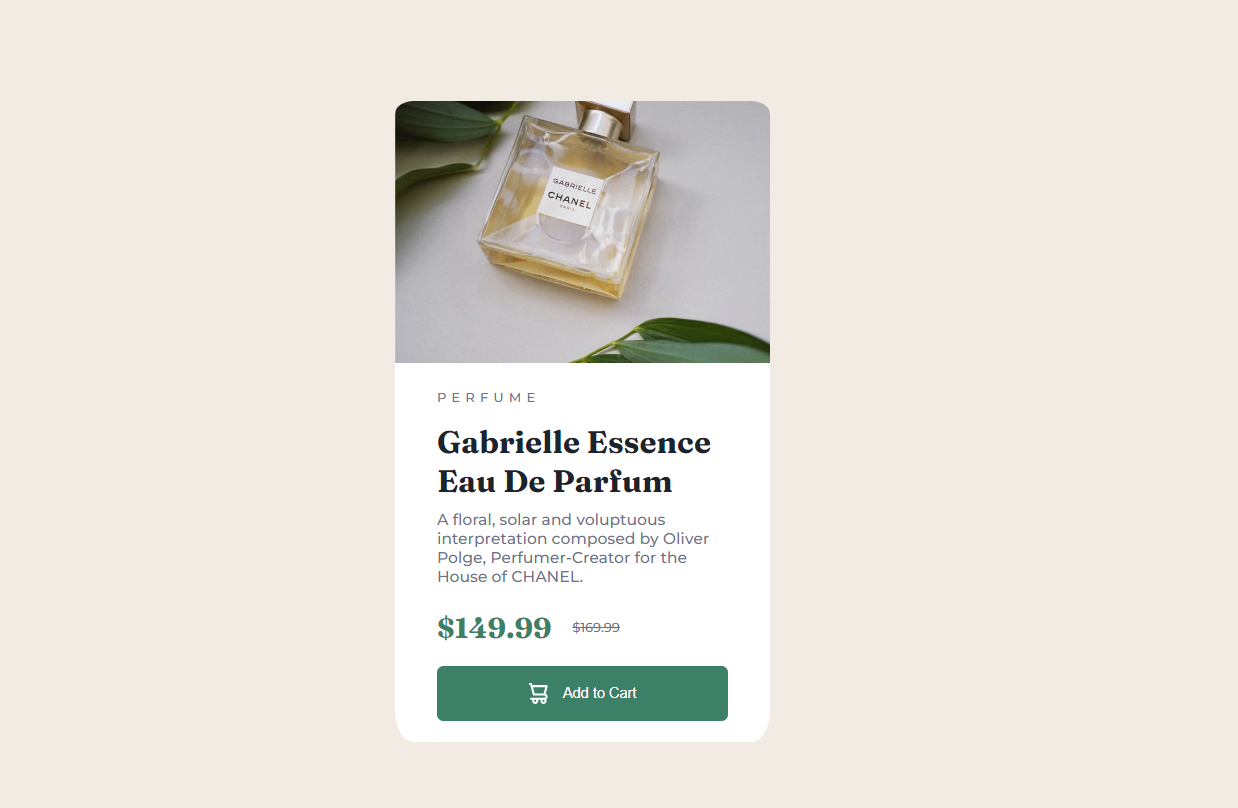 GABRIELLE
CHANEL
PARIS
PERFUME
Gabrielle Essence
Eau De Parfum
A floral, solar and voluptuous
interpretation composed by Oliver
Polge, Perfumer-Creator for the
House of CHANEL.
$149.99 $169.99
Add to Cart